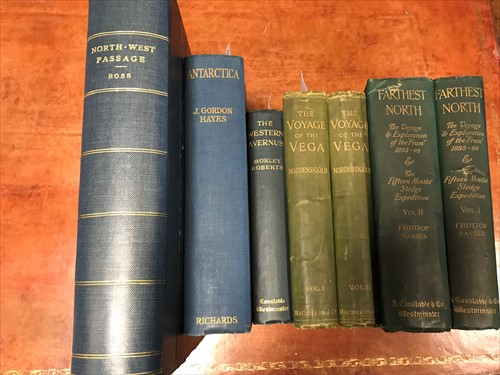 NORTH-WEST
PASSAGE
ROSS
ANTARCTICA
J. GORDON
HAYES
RICHARDS
THE
WESTERN
AVERNUS
MORLEY
ROBERTS
Constable
Westminster
THE
VOYAGE
OF THE
VEGA
NORDENSKIÖLD
VOL. I
MACMILLAN & Co
THE
VOYAGE
OF THE
VEGA
NORDENSKIÖLD
VOL. II
FARTHEST
NORTH
The Voyage
& Exploration
of the Fram
1893-96
&
The
Fifteen Months'
Sledge
Expedition
VOL II
FRIDTJOF
NANSEN
A. Constable & Co
Westminster
FARTHEST
NORTH
The Voyage
& Exploration
of the "Fram"
1893-96
&
The
Fifteen Months'
Sledge
Expedition
VOL. I
FRIDTJOF
NANSEN
A. Constable & Co
Westminster